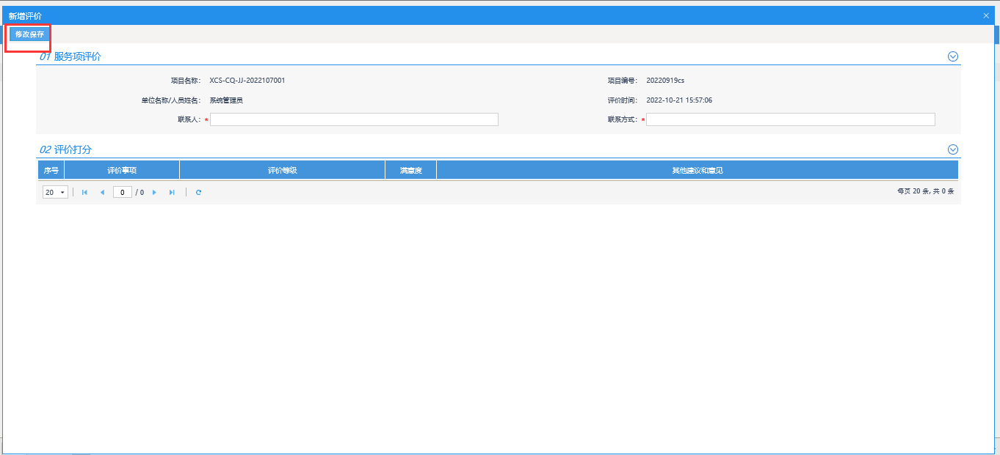 新增评价
修改保存
01 服务项评价
项目名称： XCS-CQ-JJ-2022107001 项目编号： 20220919cs
单位名称/人员姓名： 系统管理员 评价时间： 2022-10-21 15:57:06
联系人： * 联系方式： *
02 评价打分
序号 评价事项 评价等级 满意度 其他建议和意见
20 0 / 0 每页 20 条, 共 0 条